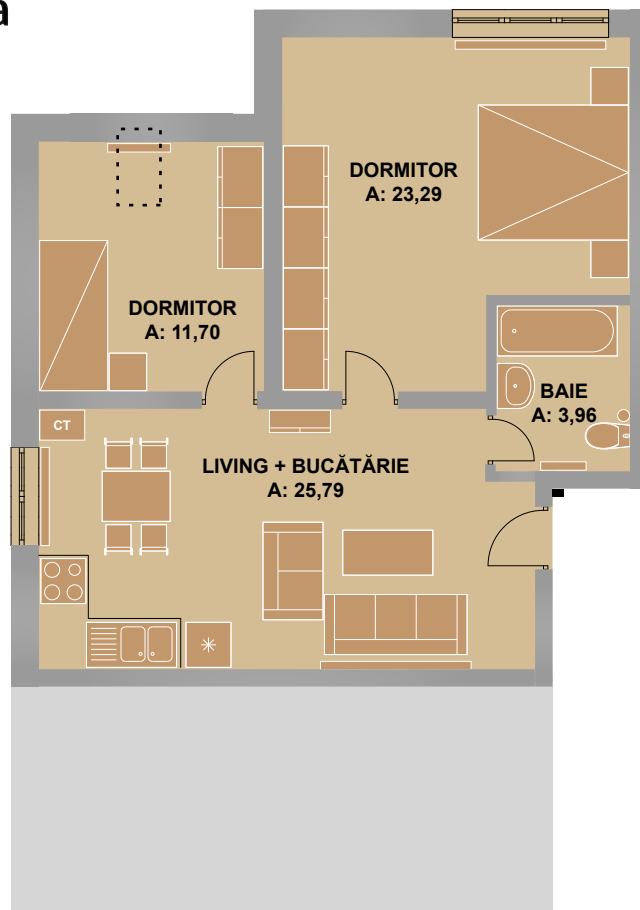 a
DORMITOR
A: 23,29
DORMITOR
A: 11,70
BAIE
A: 3,96
CT
LIVING + BUCĂTĂRIE
A: 25,79